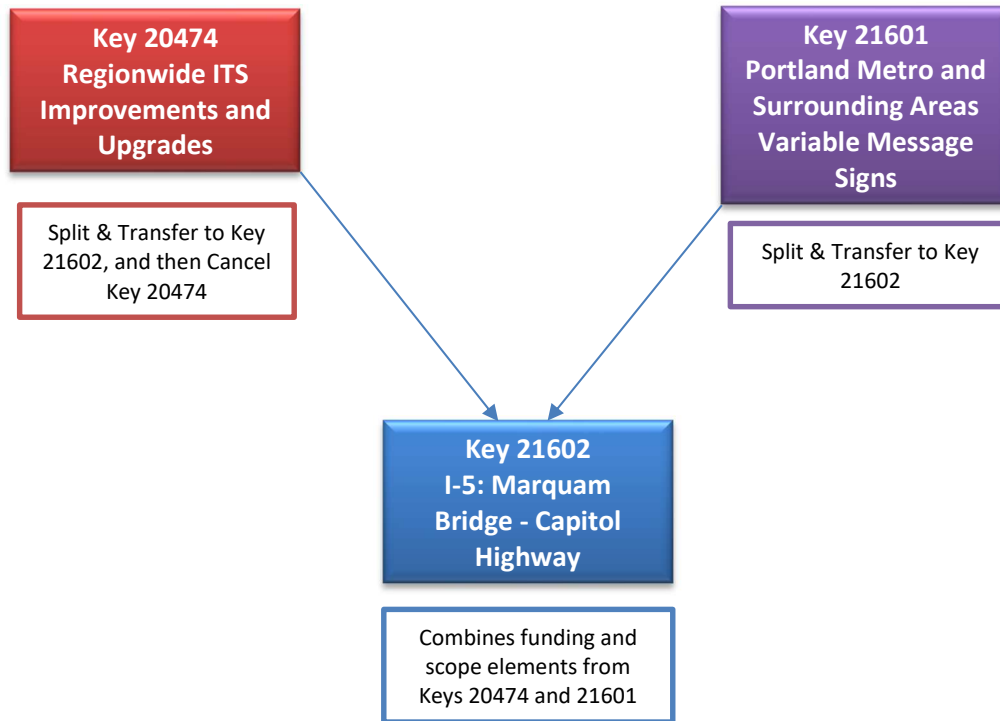 Key 20474
Regionwide ITS
Improvements and
Upgrades
Split & Transfer to Key
21602, and then Cancel
Key 20474
Key 21601
Portland Metro and
Surrounding Areas
Variable Message
Signs
Split & Transfer to Key
21602
Key 21602
I-5: Marquam
Bridge - Capitol
Highway
Combines funding and
scope elements from
Keys 20474 and 21601